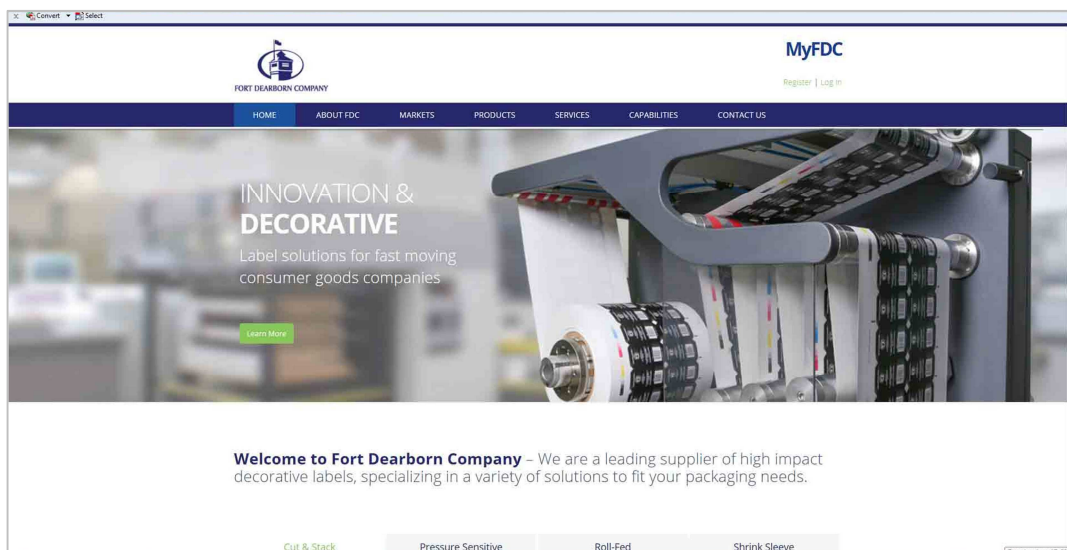 x Convert Select
FORT DEARBORN COMPANY
MyFDC
Register | Log In
HOME ABOUT FDC MARKETS PRODUCTS SERVICES CAPABILITIES CONTACT US
INNOVATION &
DECORATIVE
Label solutions for fast moving
consumer goods companies
Learn More
Welcome to Fort Dearborn Company – We are a leading supplier of high impact
decorative labels, specializing in a variety of solutions to fit your packaging needs.
Cut & Stack Pressure Sensitive Roll-Fed Shrink Sleeve